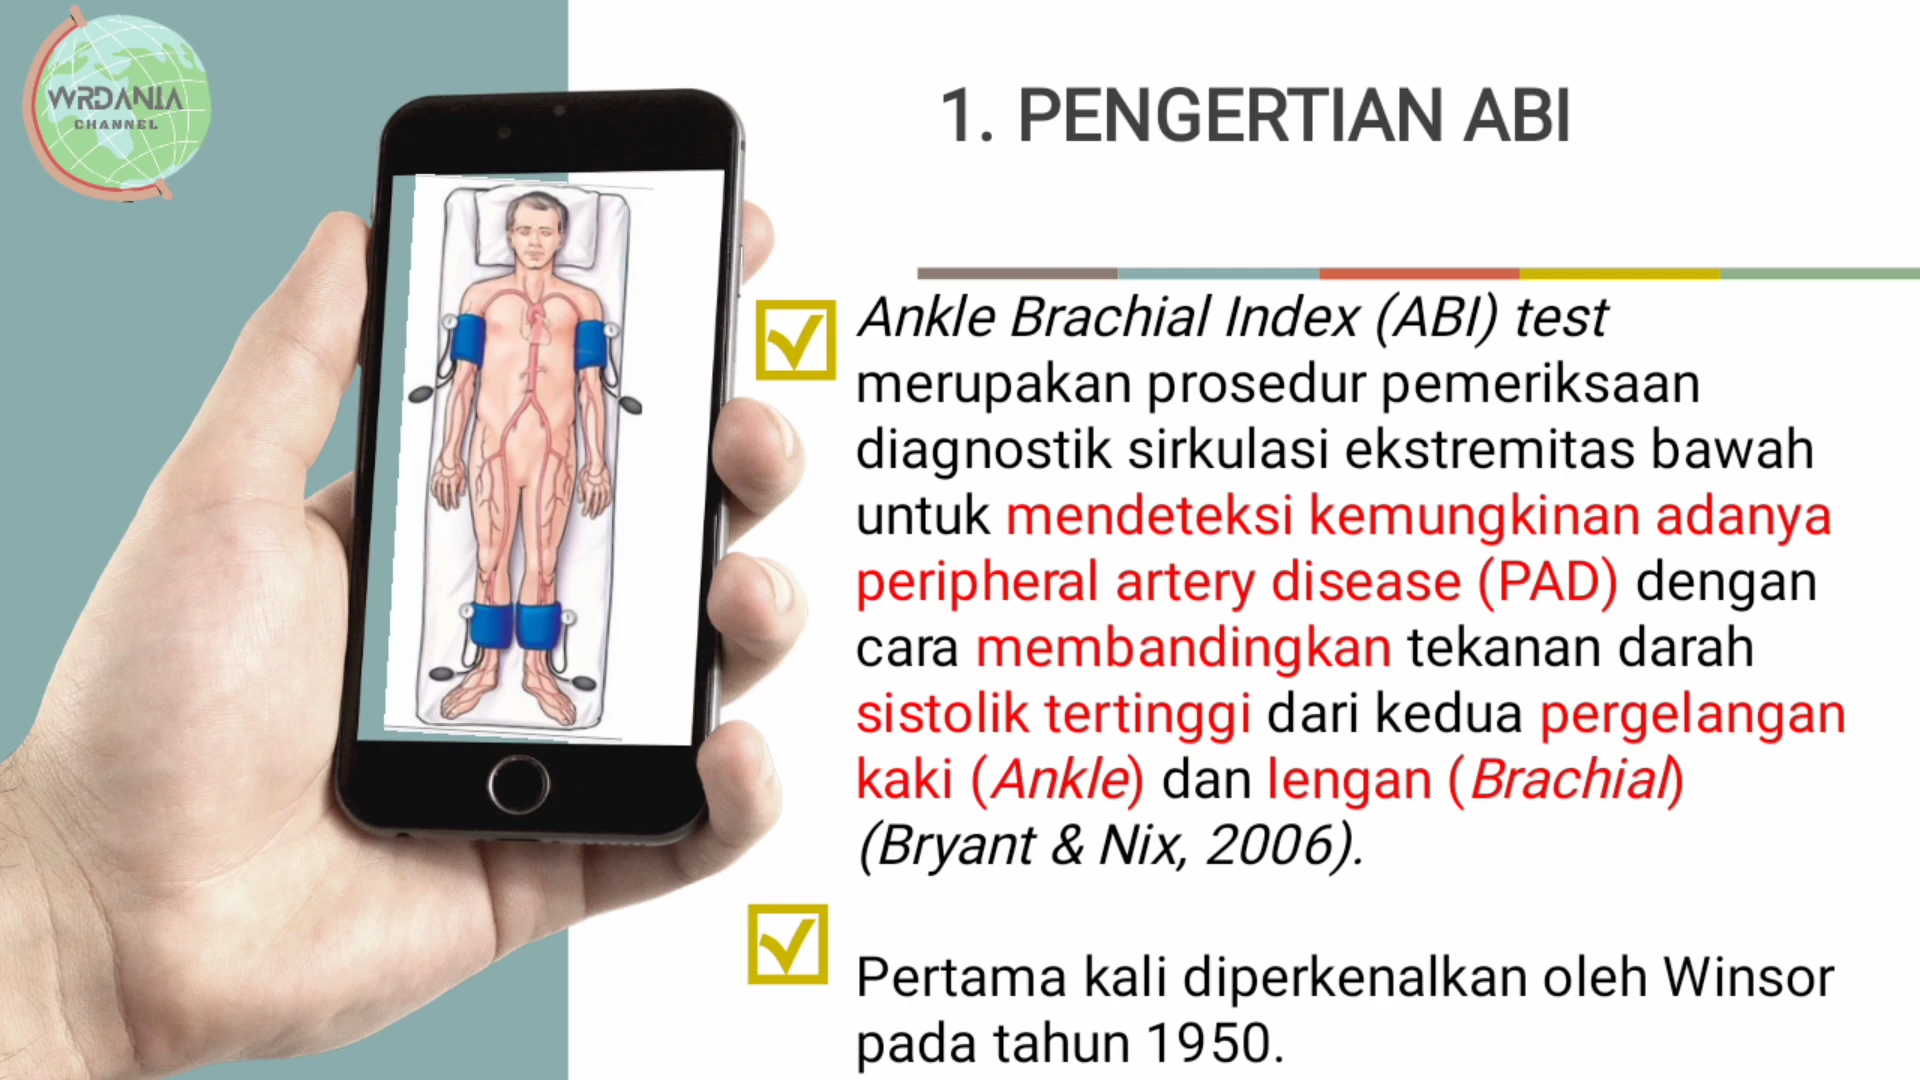 WRDANIA
CHANNEL
1. PENGERTIAN ABI
Ankle Brachial Index (ABI) test
merupakan prosedur pemeriksaan
diagnostik sirkulasi ekstremitas bawah
untuk mendeteksi kemungkinan adanya
peripheral artery disease (PAD) dengan
cara membandingkan tekanan darah
sistolik tertinggi dari kedua pergelangan
kaki (Ankle) dan lengan (Brachial)
(Bryant & Nix, 2006).
Pertama kali diperkenalkan oleh Winsor
pada tahun 1950.